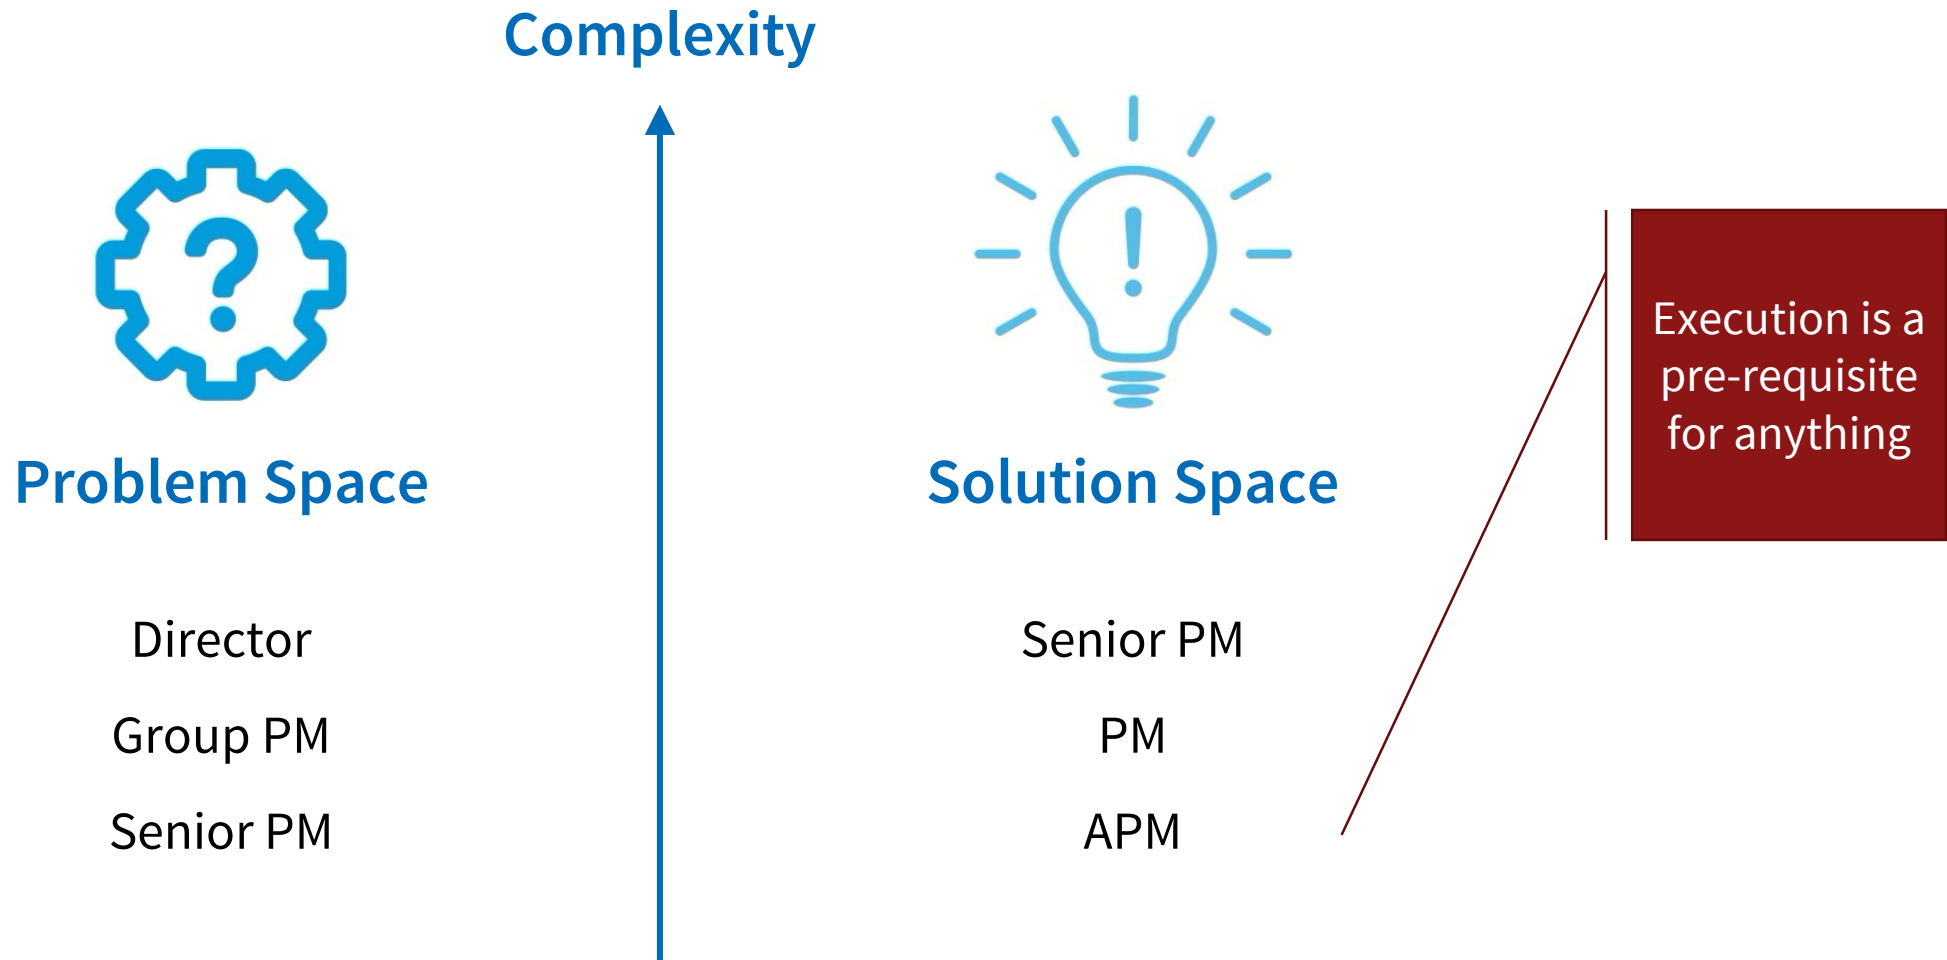 Complexity
Problem Space
Director
Group PM
Senior PM
Solution Space
Senior PM
PM
APM
Execution is a
pre-requisite
for anything